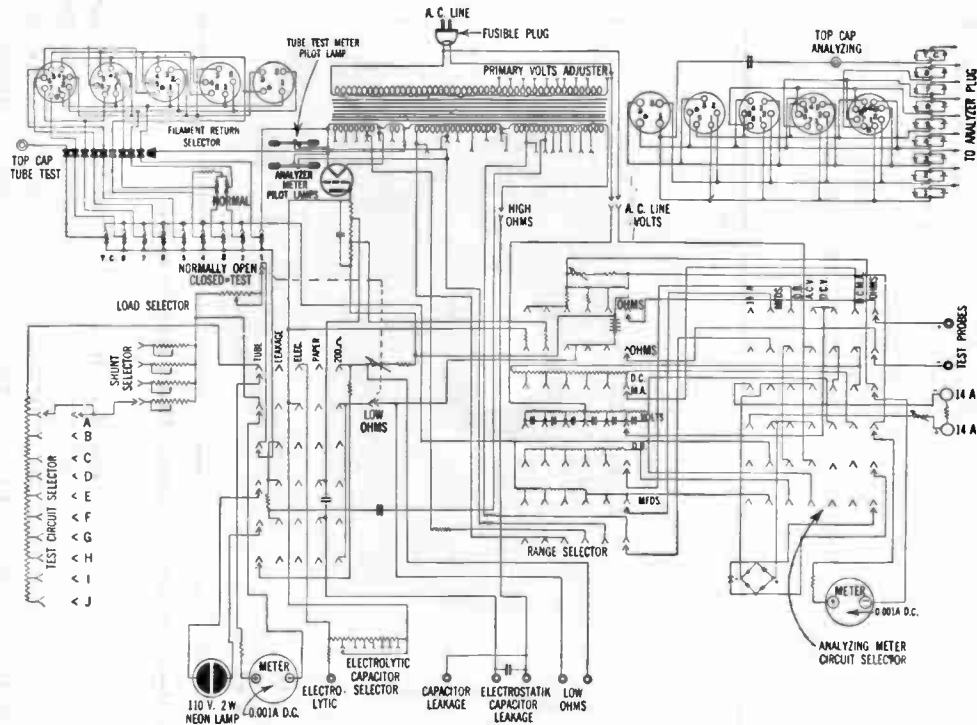 A. C. LINE
FUSIBLE PLUG
TUBE TEST METER
PILOT LAMP
PRIMARY VOLTS ADJUSTER
TOP CAP
ANALYZING
TO ANALYZER PLUG
FILAMENT RETURN
SELECTOR
TOP CAP
TUBE TEST
ANALYZER
METER
PILOT LAMPS
NORMAL
HIGH
OHMS
A. C. LINE
VOLTS
T. C. 8 7 6 5 4 3 2 1
NORMALLY OPEN
CLOSED=TEST
LOAD SELECTOR
SHUNT
SELECTOR
TUBE
LEAKAGE
ELEC.
PAPER
200Ω
LOW
OHMS
OHMS
OHMS
D.C.
M.A.
VOLTS
D.B.
MFDS.
RANGE SELECTOR
14 A
MFDS.
D.B.
A.C.V.
D.C.V.
D.C.M.A.
OHMS
TEST PROBES
14 A
14 A
TEST CIRCUIT SELECTOR
A
< B
< C
< D
< E
< F
< G
< H
< I
< J
METER
0.001A D.C.
ANALYZING METER
CIRCUIT SELECTOR
110 V. 2 W.
NEON LAMP
METER
0.001A D.C.
ELECTROLYTIC
CAPACITOR
SELECTOR
ELECTRO-
LYTIC
CAPACITOR
LEAKAGE
ELECTROSTATIK
CAPACITOR
LEAKAGE
LOW
OHMS